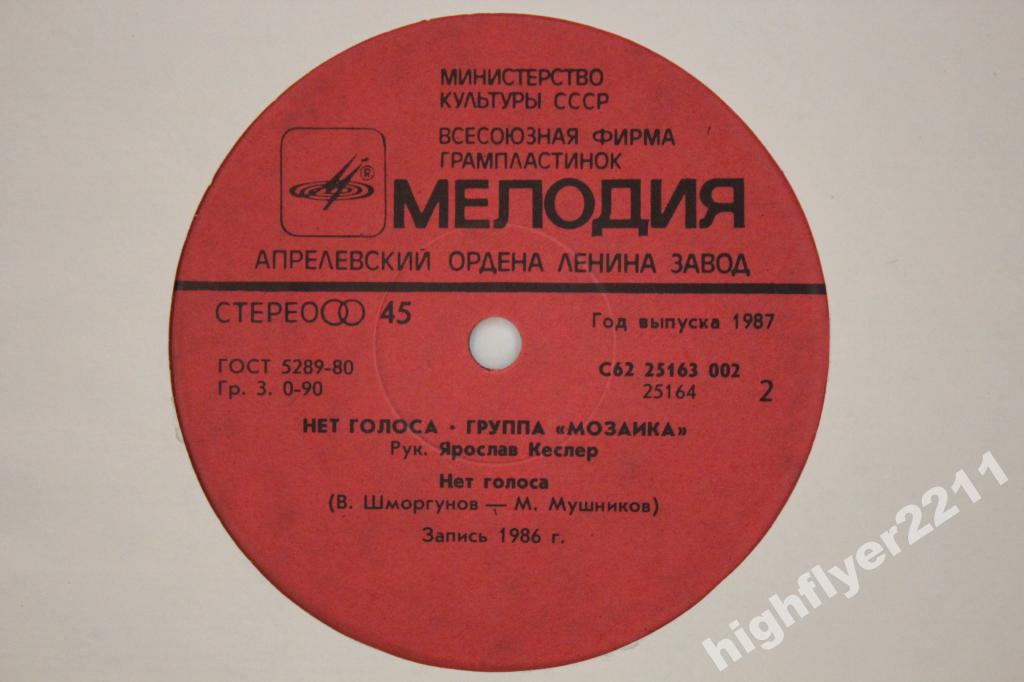 МИНИСТЕРСТВО
КУЛЬТУРЫ СССР
ВСЕСОЮЗНАЯ ФИРМА
ГРАМПЛАСТИНОК
®
МЕЛОДИЯ
АПРЕЛЕВСКИЙ ОРДЕНА ЛЕНИНА ЗАВОД
СТЕРЕО 45
Год выпуска 1987
ГОСТ 5289-80
Гр. 3. 0-90
С62 25163 002
25164 2
НЕТ ГОЛОСА · ГРУППА «МОЗАИКА»
Рук. Ярослав Кеслер
Нет голоса
(В. Шморгунов — М. Мушников)
Запись 1986 г.
highflyer2211